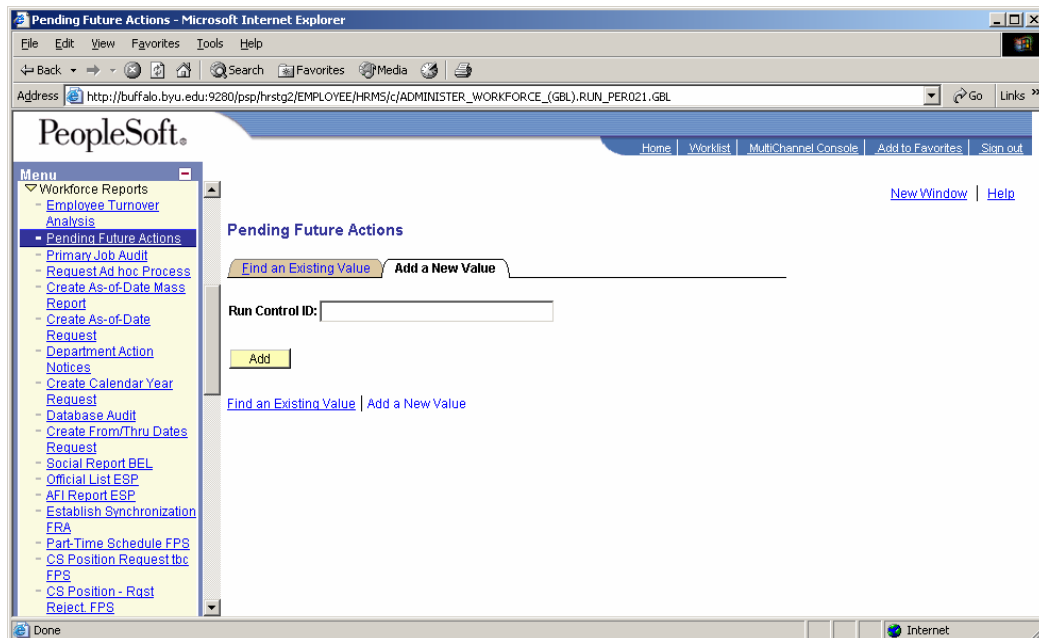 Pending Future Actions - Microsoft Internet Explorer
File Edit View Favorites Tools Help
Back Search Favorites Media
Address http://buffalo.byu.edu:9280/psp/hrstg2/EMPLOYEE/HRMS/c/ADMINISTER_WORKFORCE_(GBL).RUN_PER021.GBL Go Links »
PeopleSoft®
Home | Worklist | MultiChannel Console | Add to Favorites | Sign out
Menu
Workforce Reports
- Employee Turnover
Analysis
- Pending Future Actions
- Primary Job Audit
- Request Ad hoc Process
- Create As-of-Date Mass
Report
- Create As-of-Date
Request
- Department Action
Notices
- Create Calendar Year
Request
- Database Audit
- Create From/Thru Dates
Request
- Social Report BEL
- Official List ESP
- AFI Report ESP
- Establish Synchronization
FRA
- Part-Time Schedule FPS
- CS Position Request tbc
FPS
- CS Position - Rqst
Reject. FPS
New Window | Help
Pending Future Actions
Find an Existing Value Add a New Value
Run Control ID:
Add
Find an Existing Value | Add a New Value
Done Internet